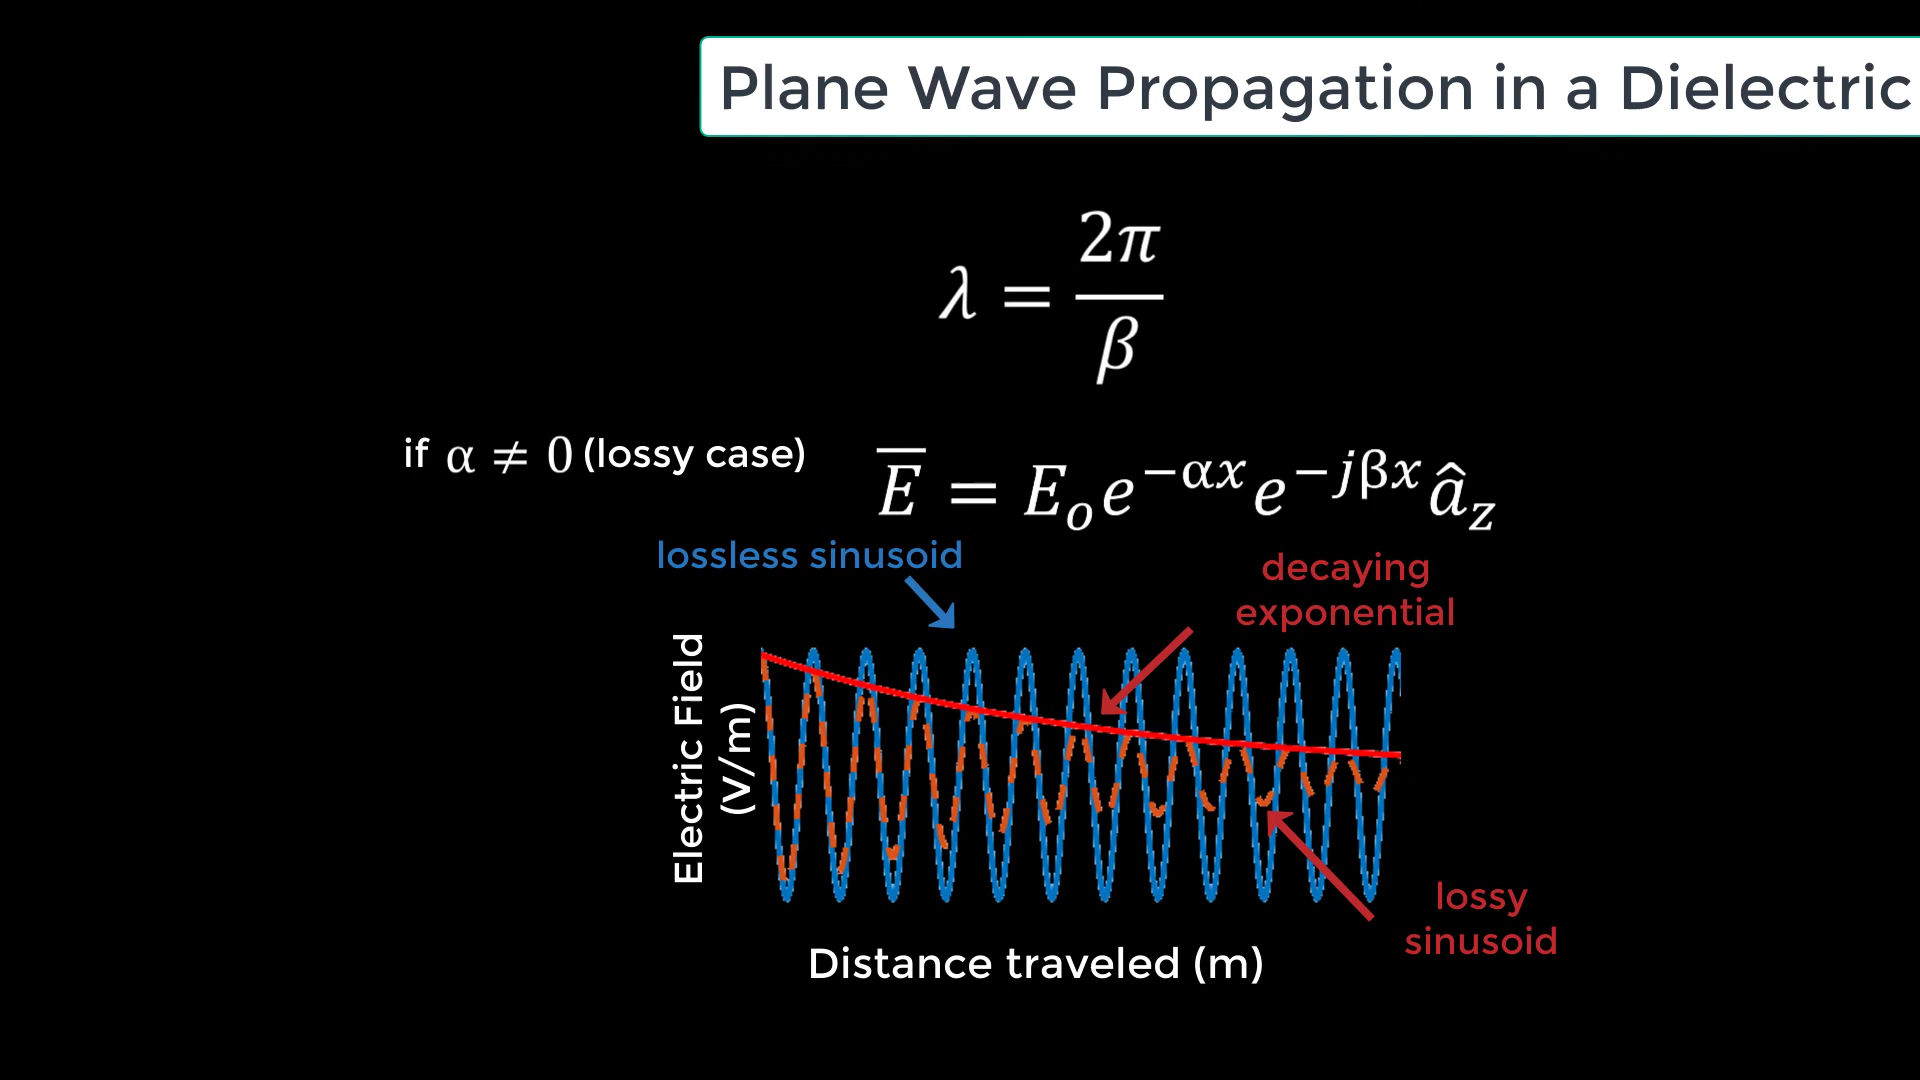 Plane Wave Propagation in a Dielectric
λ = 2π / β
if α ≠ 0 (lossy case)
E̅ = Eₒe^{−αx}e^{−jβx}â_z
lossless sinusoid
decaying
exponential
Electric Field
(V/m)
lossy
sinusoid
Distance traveled (m)